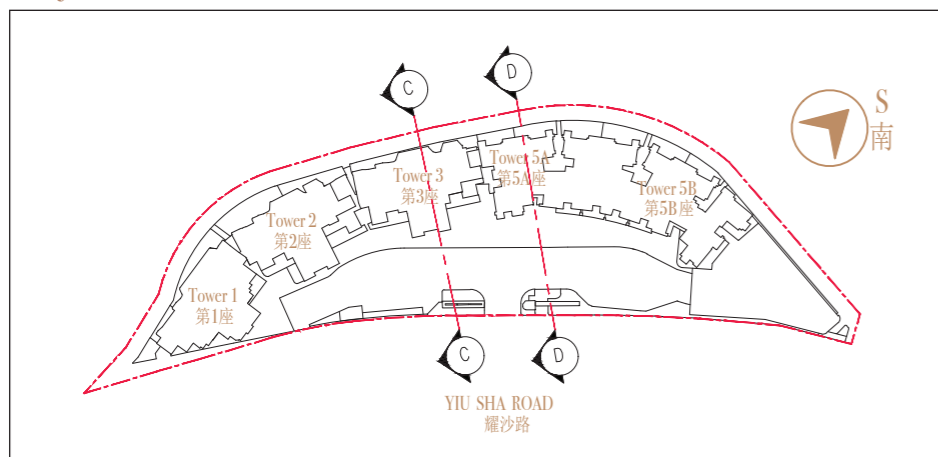 C
D
S
南
Tower 5A
第5A座
Tower 3
第3座
Tower 5B
第5B座
Tower 2
第2座
Tower 1
第1座
C
D
YIU SHA ROAD
耀沙路